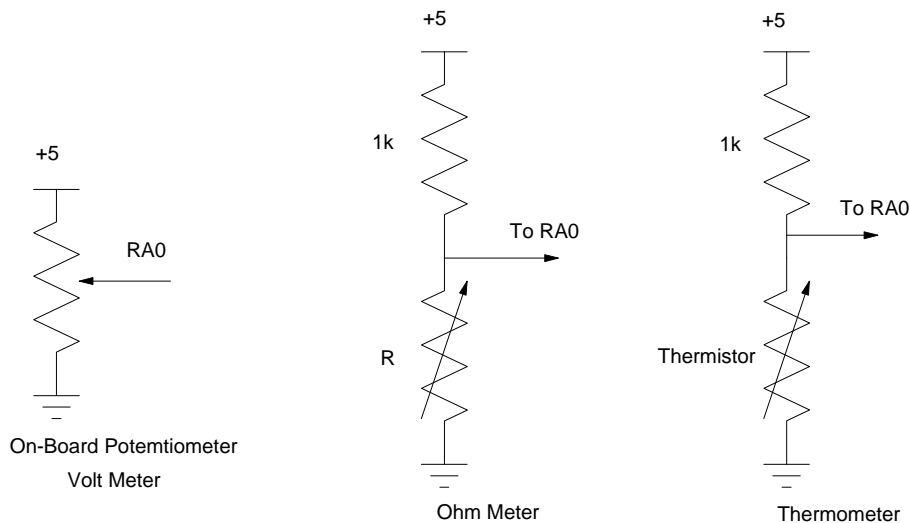 +5
RA0
On-Board Potemtiometer
Volt Meter
+5
1k
To RA0
R
Ohm Meter
+5
1k
To RA0
Thermistor
Thermometer